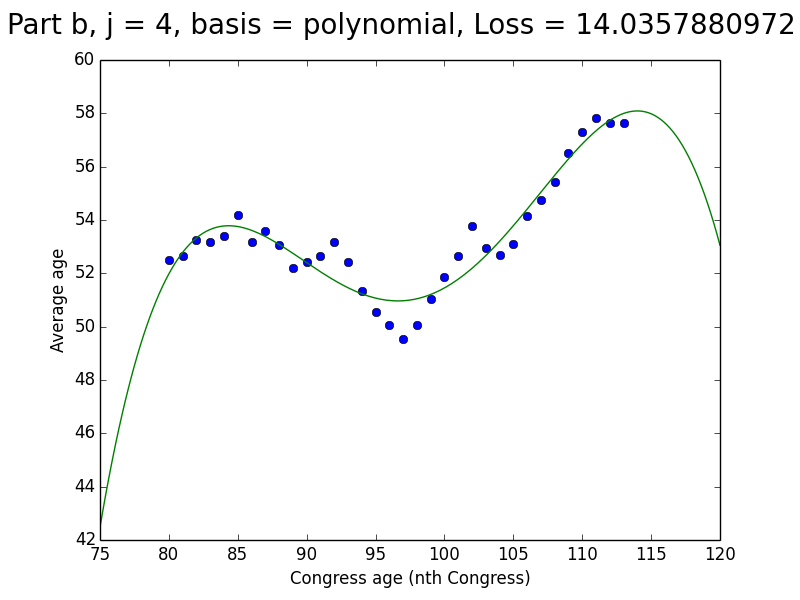 Part b, j = 4, basis = polynomial, Loss = 14.0357880972
60
58
56
54
52
50
48
46
44
42
Average age
75 80 85 90 95 100 105 110 115 120
Congress age (nth Congress)